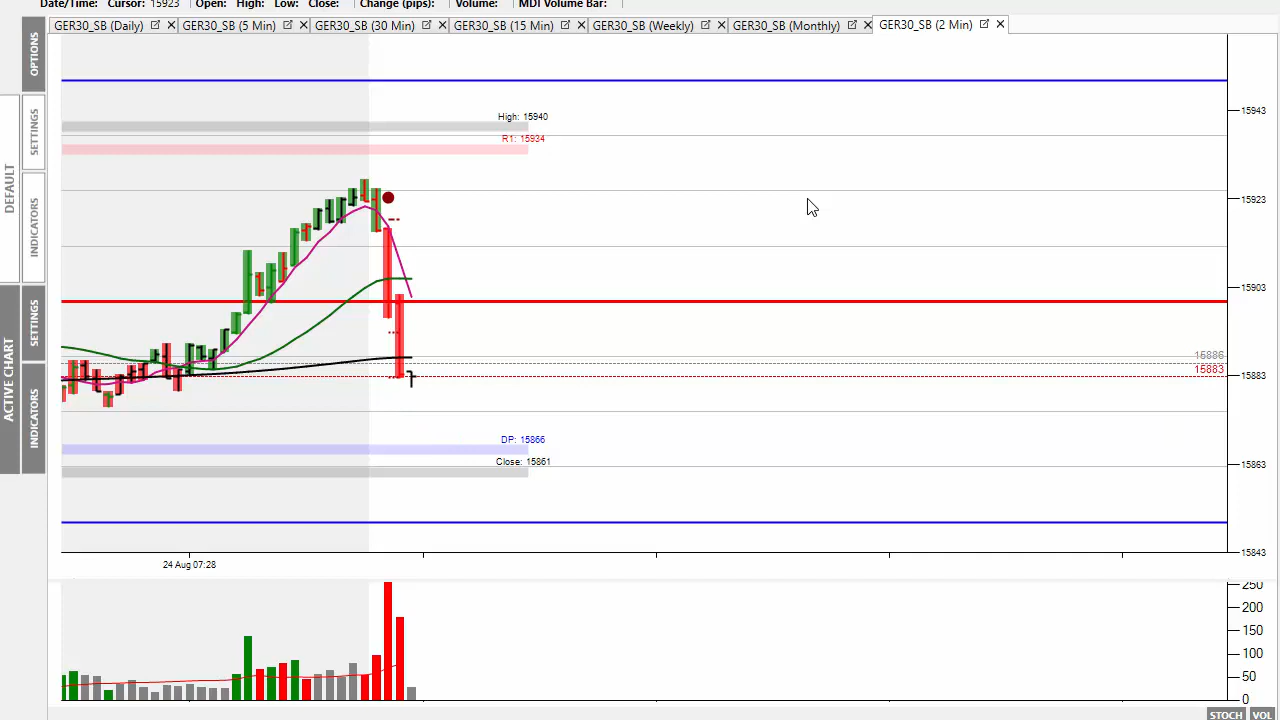 Date/Time: Cursor: 15923 Open: High: Low: Close: Change (pips): Volume: MDI Volume Bar:
GER30_SB (Daily) GER30_SB (5 Min) GER30_SB (30 Min) GER30_SB (15 Min) GER30_SB (Weekly) GER30_SB (Monthly) GER30_SB (2 Min)
OPTIONS
SETTINGS
DEFAULT
INDICATORS
SETTINGS
ACTIVE CHART
INDICATORS
High: 15940
R1: 15934
DP: 15866
Close: 15861
15943
15923
15903
15886
15883
15883
15863
15843
24 Aug 07:28
250
200
150
100
50
0
STOCH VOL